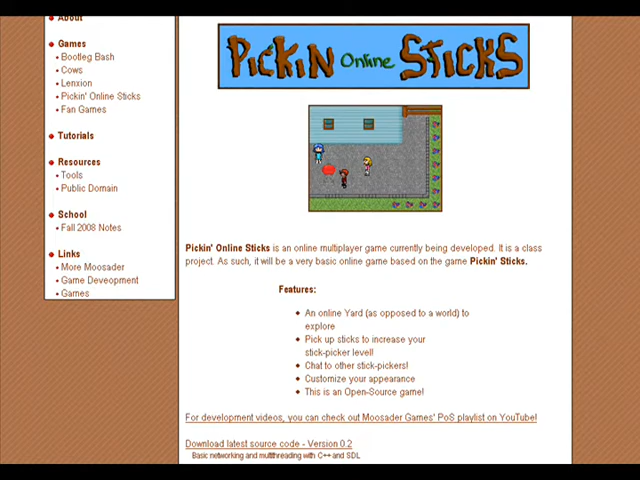 About
Games
Bootleg Bash
Cows
Lenxion
Pickin' Online Sticks
Fan Games
Tutorials
Resources
Tools
Public Domain
School
Fall 2008 Notes
Links
More Moosader
Game Deveopment
Games
Pickin Online Sticks
Pickin' Online Sticks is an online multiplayer game currently being developed. It is a class
project. As such, it will be a very basic online game based on the game Pickin' Sticks.
Features:
An online Yard (as opposed to a world) to
explore
Pick up sticks to increase your
stick-picker level!
Chat to other stick-pickers!
Customize your appearance
This is an Open-Source game!
For development videos, you can check out Moosader Games' PoS playlist on YouTube!
Download latest source code - Version 0.2
Basic networking and multithreading with C++ and SDL